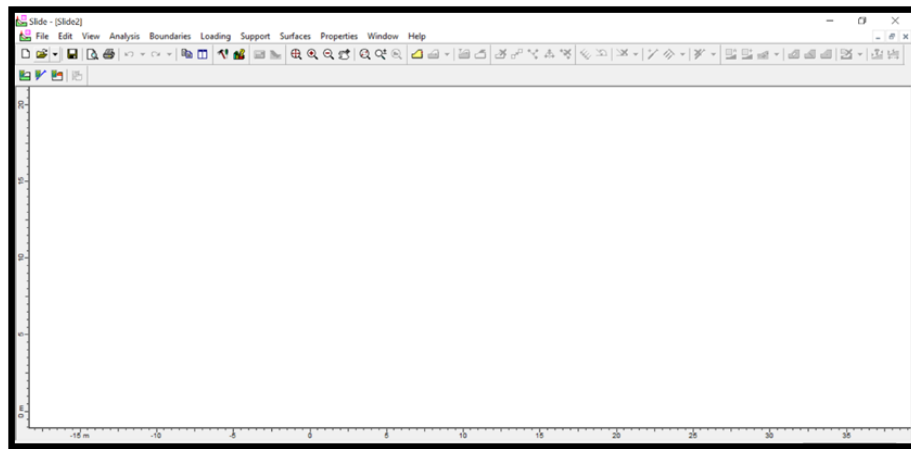 Slide - [Slide2]
File Edit View Analysis Boundaries Loading Support Surfaces Properties Window Help
20
15
10
5
0 m
-15 m -10 -5 0 5 10 15 20 25 30 35